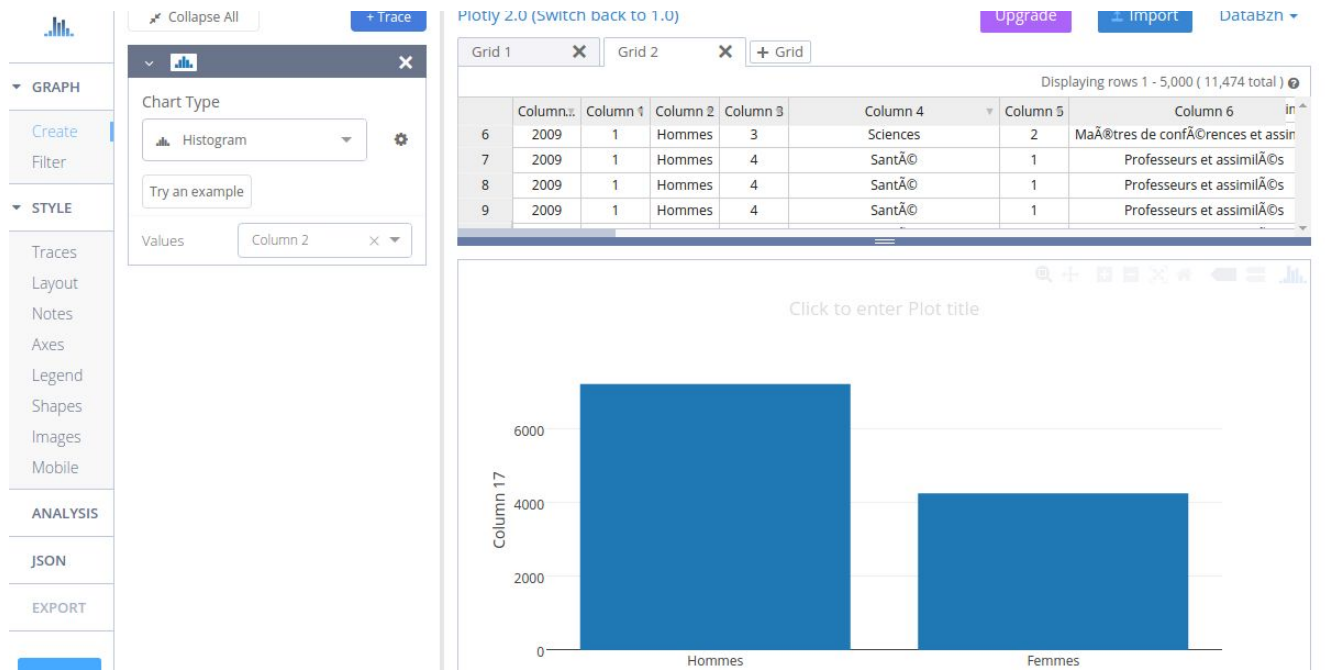 Collapse All
+ Trace
Plotly 2.0 (Switch back to 1.0)
Upgrade
Import
DataBzh
Grid 1
Grid 2
+ Grid
GRAPH
Create
Filter
STYLE
Traces
Layout
Notes
Axes
Legend
Shapes
Images
Mobile
ANALYSIS
JSON
EXPORT
Chart Type
Histogram
Try an example
Values
Column 2
Displaying rows 1 - 5,000 ( 11,474 total )
Column... Column 1 Column 2 Column 3 Column 4 Column 5 Column 6
6 2009 1 Hommes 3 Sciences 2 MaÃ®tres de confÃ©rences et assim
7 2009 1 Hommes 4 SantÃ© 1 Professeurs et assimilÃ©s
8 2009 1 Hommes 4 SantÃ© 1 Professeurs et assimilÃ©s
9 2009 1 Hommes 4 SantÃ© 1 Professeurs et assimilÃ©s
Click to enter Plot title
Column 17
6000
4000
2000
0
Hommes
Femmes